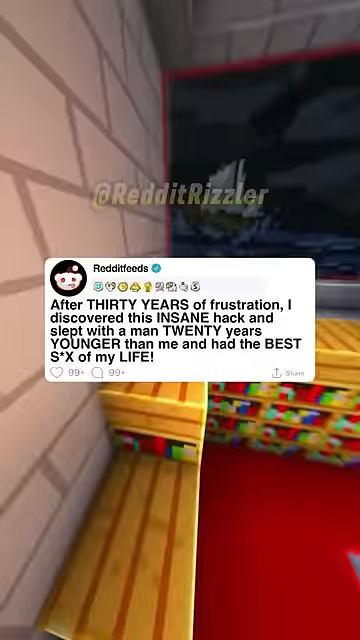 @RedditRizzler
Redditfeeds
After THIRTY YEARS of frustration, I
discovered this INSANE hack and
slept with a man TWENTY years
YOUNGER than me and had the BEST
S*X of my LIFE!
99+ 99+ Share